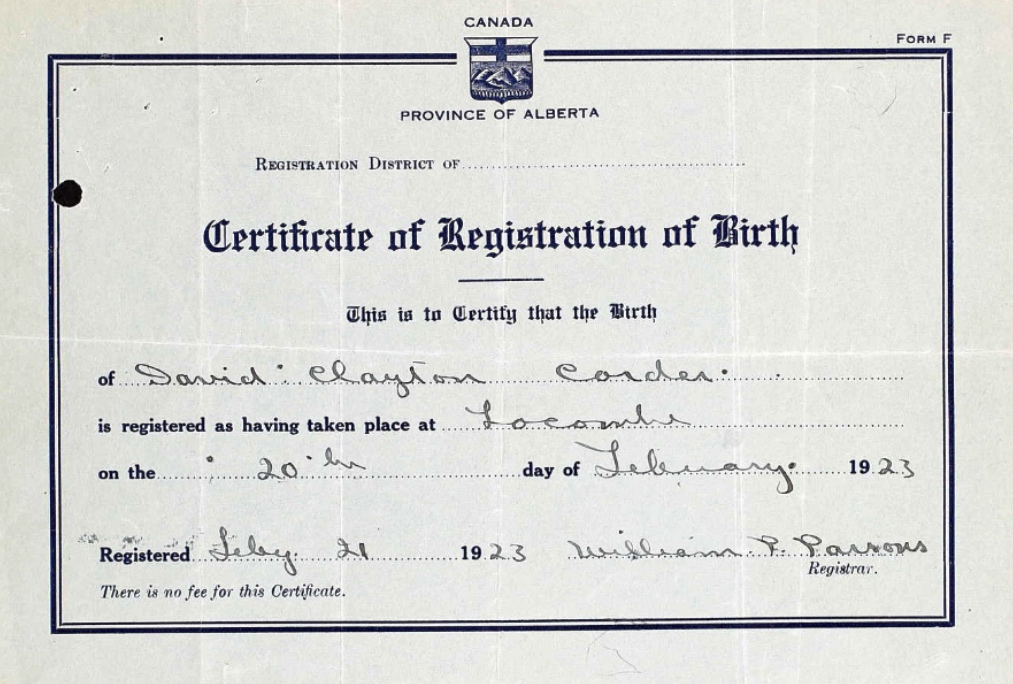 CANADA
FORM F
PROVINCE OF ALBERTA
REGISTRATION DISTRICT OF
Certificate of Registration of Birth
This is to Certify that the Birth
of David Clayton Corder.
is registered as having taken place at Lacombe
on the 20th day of February. 1923
Registered Feby. 21 1923 William P. Parsons
Registrar.
There is no fee for this Certificate.